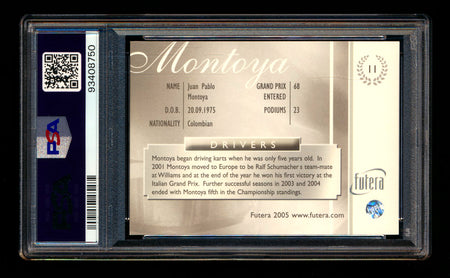 PSA
93408750
Montoya
11
NAME Juan Pablo Montoya
GRAND PRIX ENTERED 68
D.O.B. 20.09.1975
PODIUMS 23
NATIONALITY Colombian
DRIVERS
Montoya began driving karts when he was only five years old. In
2001 Montoya moved to Europe to be Ralf Schumacher's team-mate
at Williams and at the end of the year he won his first victory at the
Italian Grand Prix. Further successful seasons in 2003 and 2004
ended with Montoya fifth in the Championship standings.
Futera
Futera 2005 www.futera.com